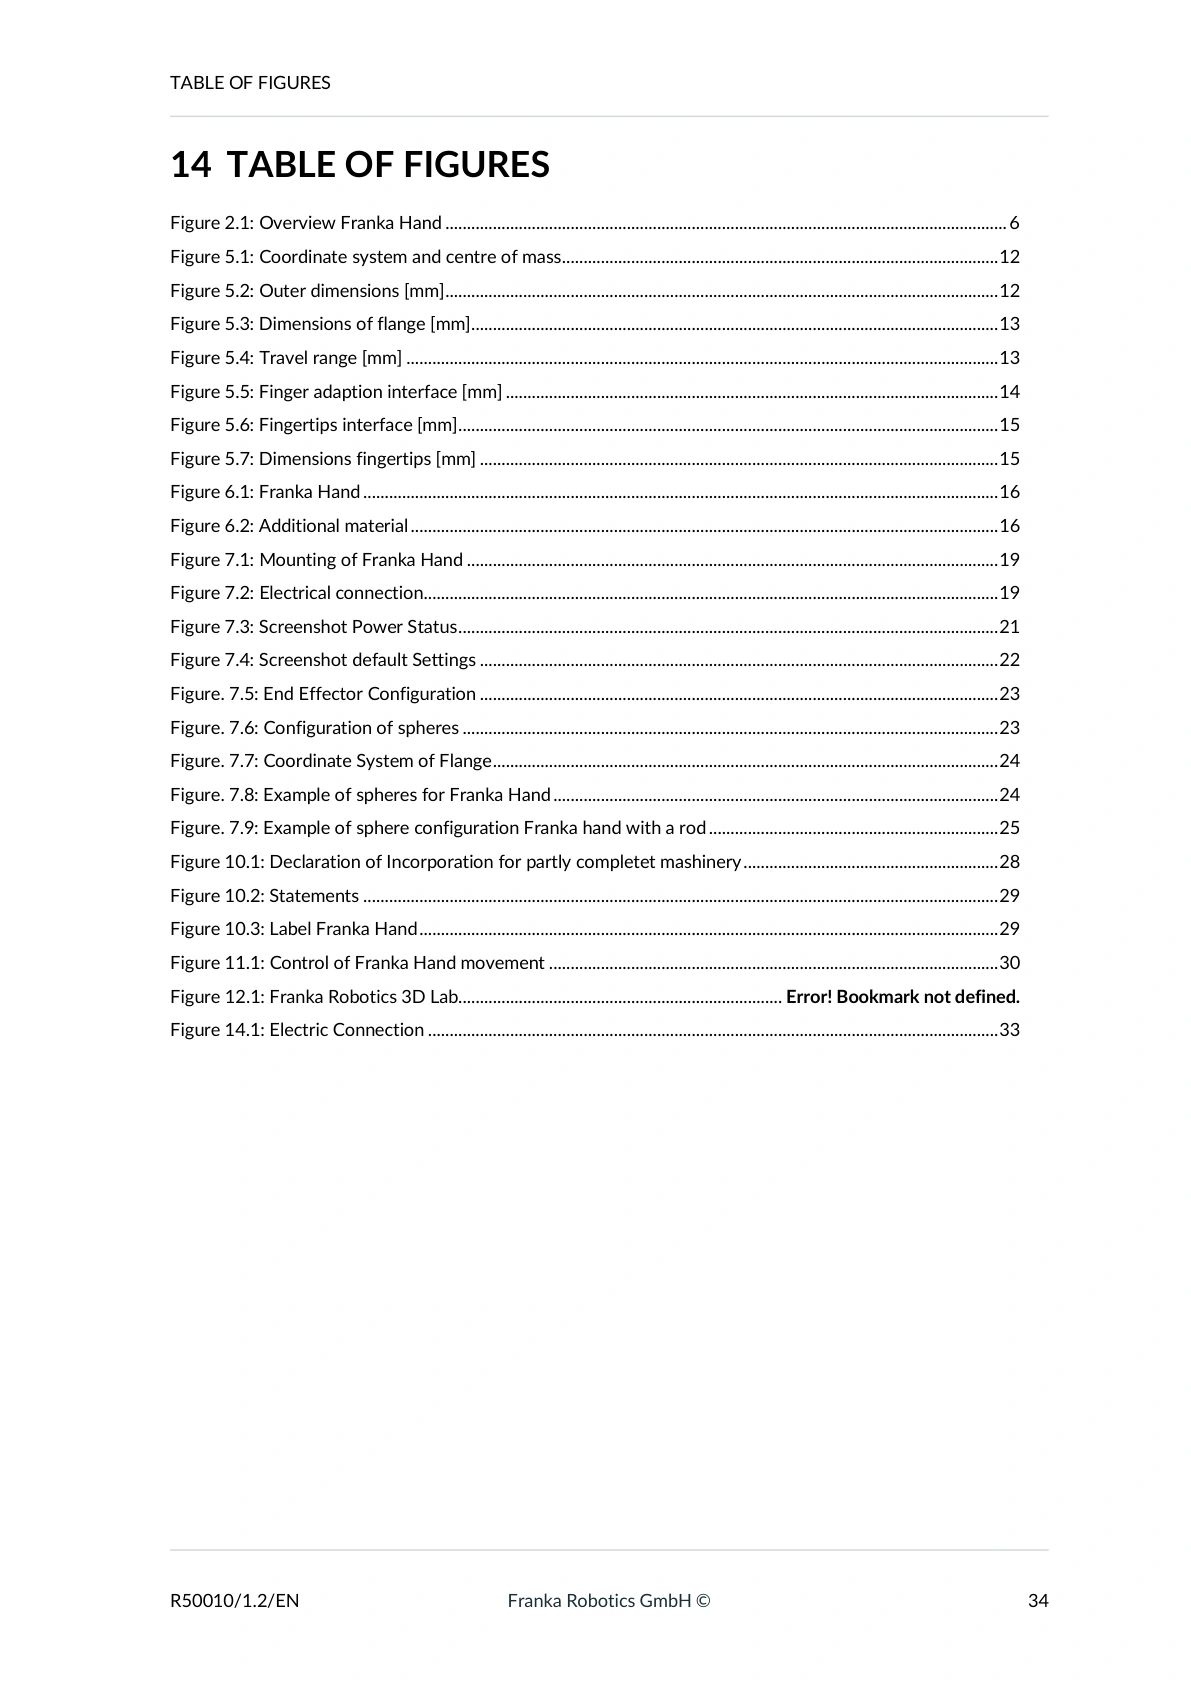 TABLE OF FIGURES
14 TABLE OF FIGURES
Figure 2.1: Overview Franka Hand ........ 6
Figure 5.1: Coordinate system and centre of mass........12
Figure 5.2: Outer dimensions [mm]........12
Figure 5.3: Dimensions of flange [mm]........13
Figure 5.4: Travel range [mm] ........13
Figure 5.5: Finger adaption interface [mm] ........14
Figure 5.6: Fingertips interface [mm]........15
Figure 5.7: Dimensions fingertips [mm] ........15
Figure 6.1: Franka Hand ........16
Figure 6.2: Additional material ........16
Figure 7.1: Mounting of Franka Hand ........19
Figure 7.2: Electrical connection........19
Figure 7.3: Screenshot Power Status........21
Figure 7.4: Screenshot default Settings ........22
Figure. 7.5: End Effector Configuration ........23
Figure. 7.6: Configuration of spheres ........23
Figure. 7.7: Coordinate System of Flange........24
Figure. 7.8: Example of spheres for Franka Hand ........24
Figure. 7.9: Example of sphere configuration Franka hand with a rod ........25
Figure 10.1: Declaration of Incorporation for partly completet mashinery ........28
Figure 10.2: Statements ........29
Figure 10.3: Label Franka Hand ........29
Figure 11.1: Control of Franka Hand movement ........30
Figure 12.1: Franka Robotics 3D Lab........ Error! Bookmark not defined.
Figure 14.1: Electric Connection ........33
R50010/1.2/EN Franka Robotics GmbH © 34